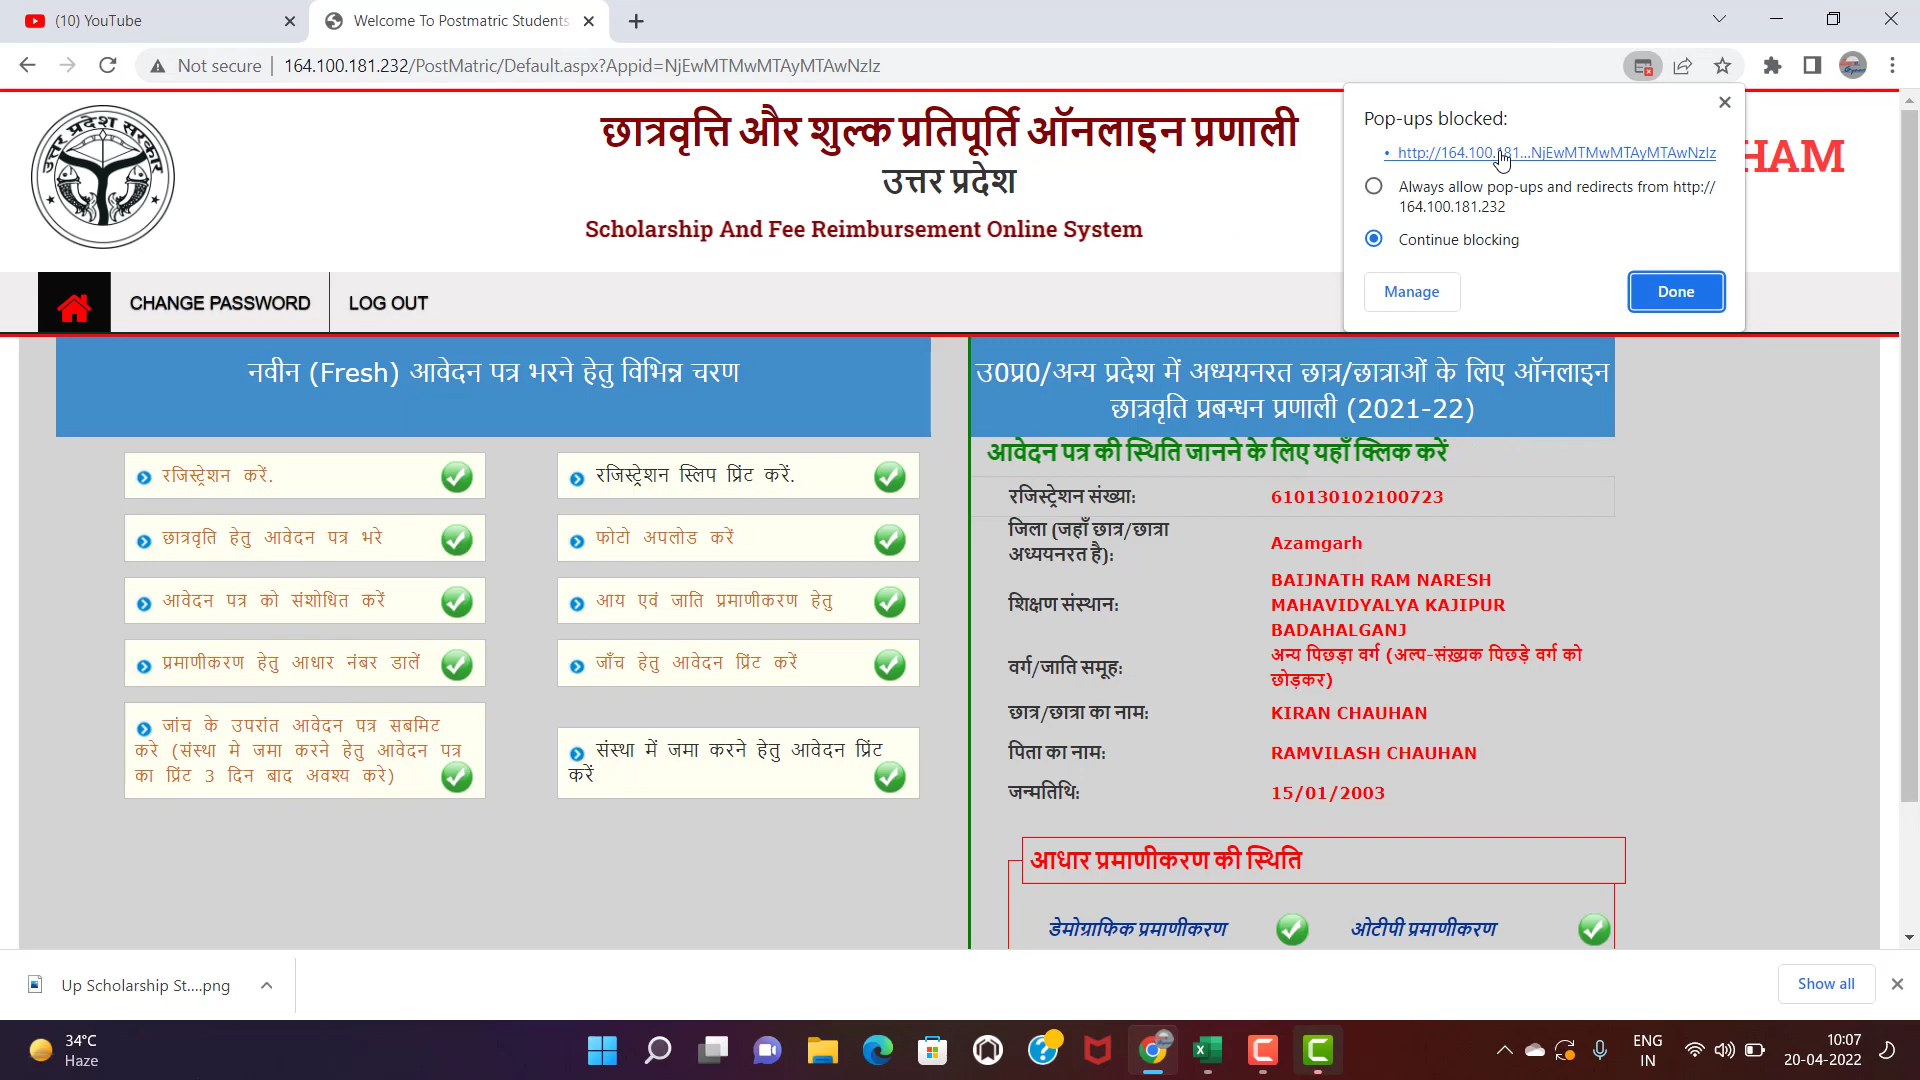 (10) YouTube
Welcome To Postmatric Students
Not secure
164.100.181.232/PostMatric/Default.aspx?Appid=NjEwMTMwMTAyMTAwNzIz
Pop-ups blocked:
• http://164.100.181...NjEwMTMwMTAyMTAwNzIz
Always allow pop-ups and redirects from http://
164.100.181.232
Continue blocking
Manage
Done
उत्तर प्रदेश सरकार
छात्रवृत्ति और शुल्क प्रतिपूर्ति ऑनलाइन प्रणाली
उत्तर प्रदेश
Scholarship And Fee Reimbursement Online System
HAM
CHANGE PASSWORD
LOG OUT
नवीन (Fresh) आवेदन पत्र भरने हेतु विभिन्न चरण
रजिस्ट्रेशन करें.
रजिस्ट्रेशन स्लिप प्रिंट करें.
छात्रवृति हेतु आवेदन पत्र भरे
फोटो अपलोड करें
आवेदन पत्र को संशोधित करें
आय एवं जाति प्रमाणीकरण हेतु
प्रमाणीकरण हेतु आधार नंबर डालें
जाँच हेतु आवेदन प्रिंट करें
जांच के उपरांत आवेदन पत्र सबमिट
करे (संस्था मे जमा करने हेतु आवेदन पत्र
का प्रिंट 3 दिन बाद अवश्य करे)
संस्था में जमा करने हेतु आवेदन प्रिंट
करें
उ0प्र0/अन्य प्रदेश में अध्ययनरत छात्र/छात्राओं के लिए ऑनलाइन
छात्रवृति प्रबन्धन प्रणाली (2021-22)
आवेदन पत्र की स्थिति जानने के लिए यहाँ क्लिक करें
रजिस्ट्रेशन संख्या:
610130102100723
जिला (जहाँ छात्र/छात्रा
अध्ययनरत है):
Azamgarh
शिक्षण संस्थान:
BAIJNATH RAM NARESH
MAHAVIDYALYA KAJIPUR
BADAHALGANJ
वर्ग/जाति समूह:
अन्य पिछड़ा वर्ग (अल्प-संख़्यक पिछड़े वर्ग को
छोड़कर)
छात्र/छात्रा का नाम:
KIRAN CHAUHAN
पिता का नाम:
RAMVILASH CHAUHAN
जन्मतिथि:
15/01/2003
आधार प्रमाणीकरण की स्थिति
डेमोग्राफिक प्रमाणीकरण
ओटीपी प्रमाणीकरण
Up Scholarship St....png
Show all
34°C
Haze
ENG
IN
10:07
20-04-2022